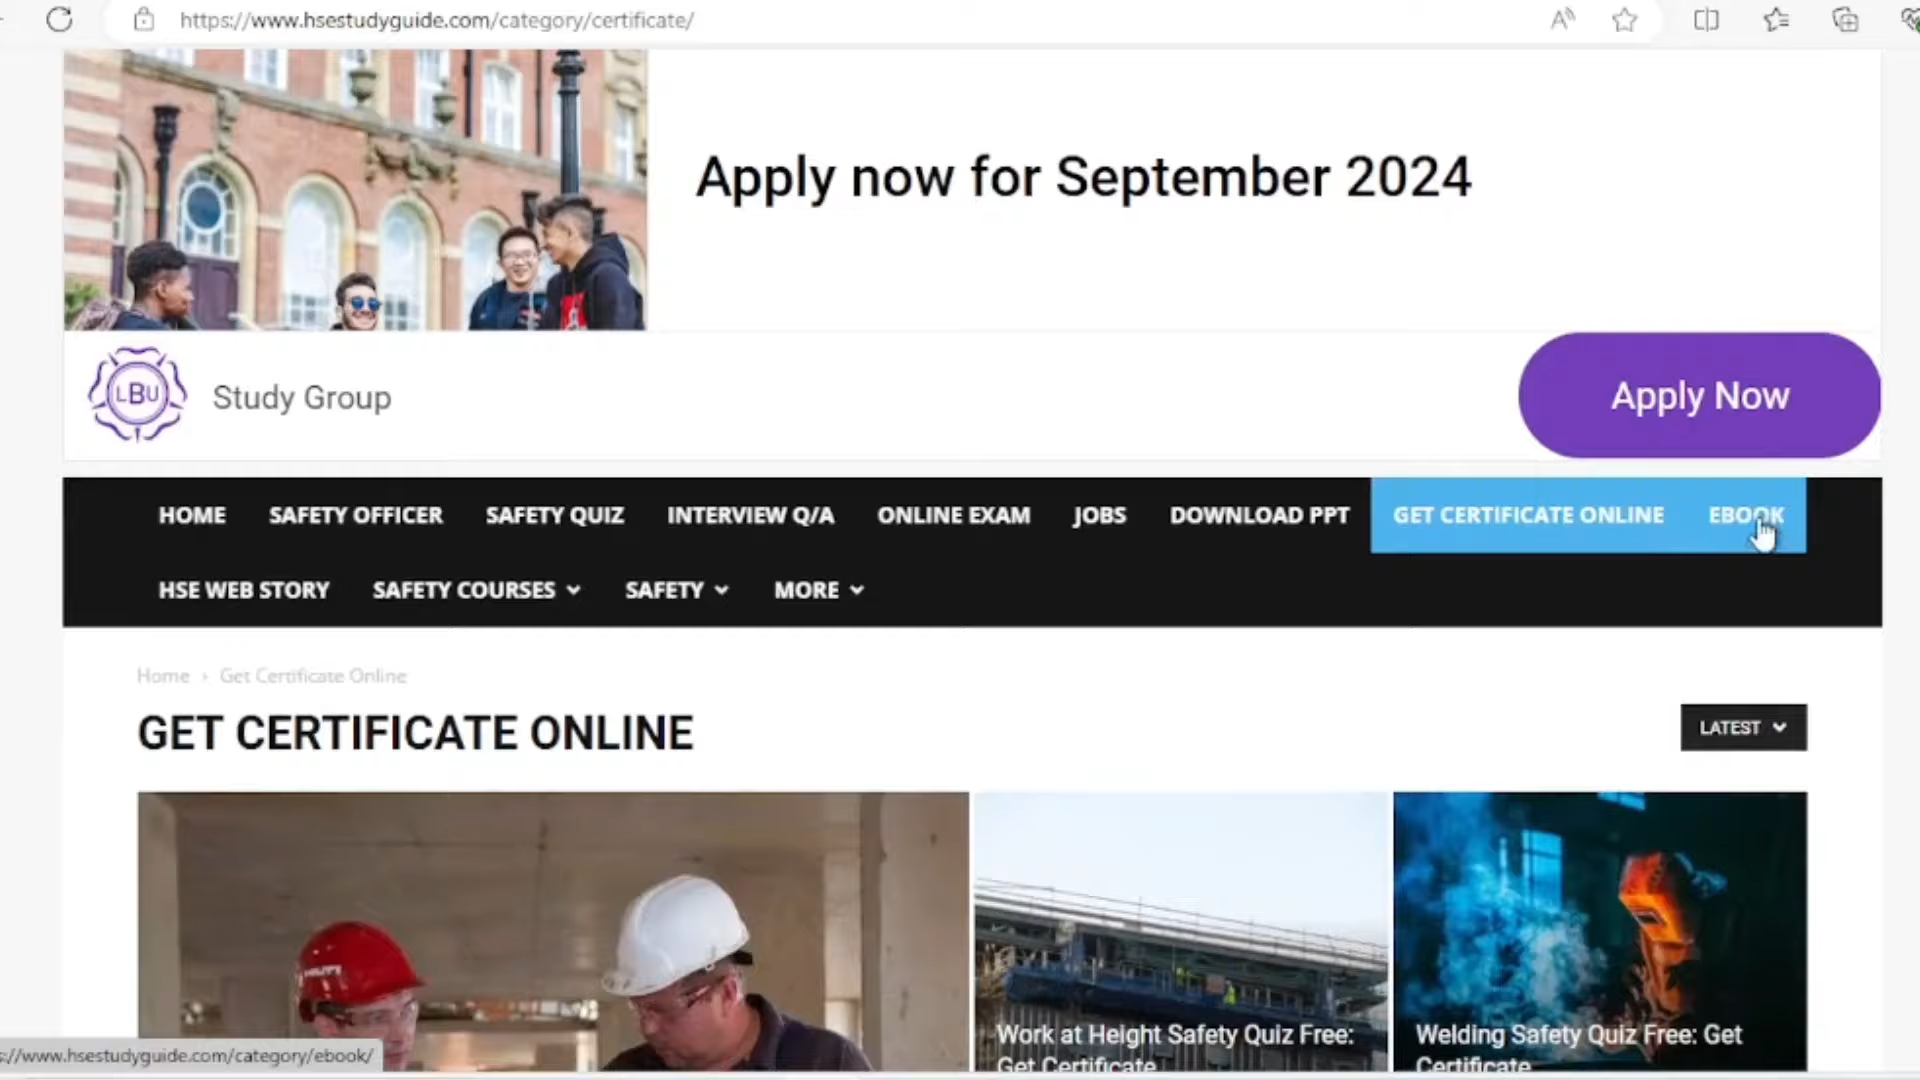 https://www.hsestudyguide.com/category/certificate/
Apply now for September 2024
LBU
Study Group
Apply Now
HOME SAFETY OFFICER SAFETY QUIZ INTERVIEW Q/A ONLINE EXAM JOBS DOWNLOAD PPT GET CERTIFICATE ONLINE EBOOK
HSE WEB STORY SAFETY COURSES SAFETY MORE
Home › Get Certificate Online
GET CERTIFICATE ONLINE
LATEST
Work at Height Safety Quiz Free:
Get Certificate
Welding Safety Quiz Free: Get
Certificate
s://www.hsestudyguide.com/category/ebook/